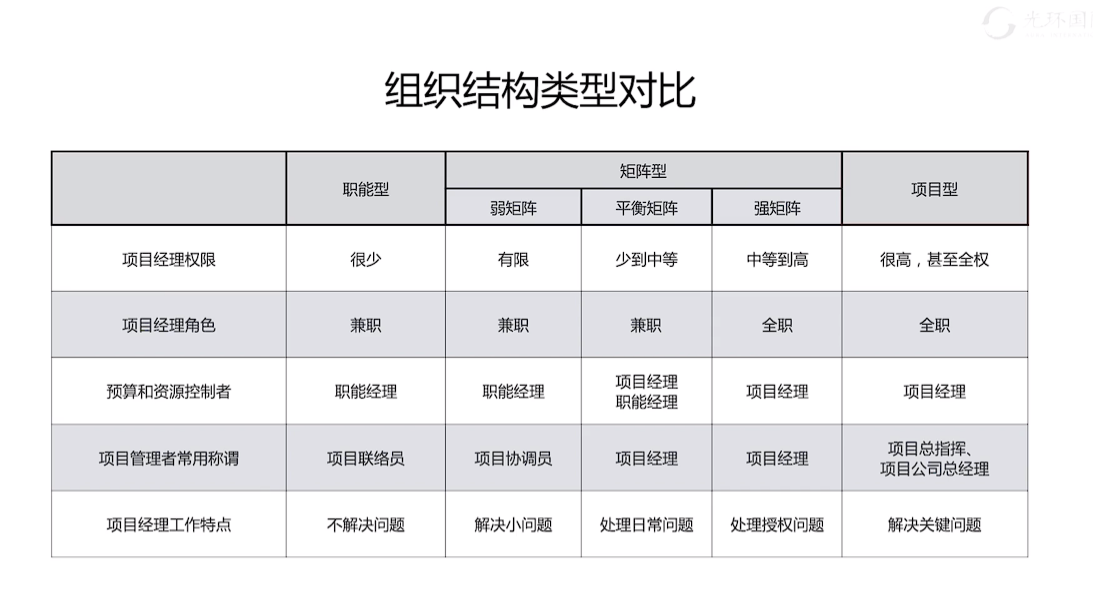 光环国
组织结构类型对比
职能型 矩阵型 项目型
弱矩阵 平衡矩阵 强矩阵
项目经理权限 很少 有限 少到中等 中等到高 很高，甚至全权
项目经理角色 兼职 兼职 兼职 全职 全职
预算和资源控制者 职能经理 职能经理 项目经理 职能经理 项目经理 项目经理
项目管理者常用称谓 项目联络员 项目协调员 项目经理 项目经理 项目总指挥、 项目公司总经理
项目经理工作特点 不解决问题 解决小问题 处理日常问题 处理授权问题 解决关键问题